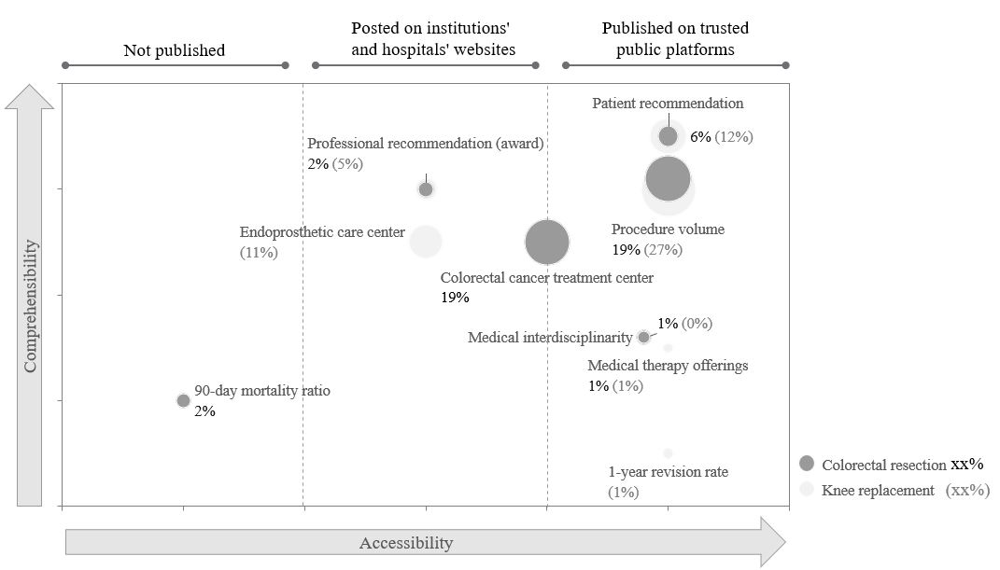 Not published
Posted on institutions'
and hospitals' websites
Published on trusted
public platforms
Patient recommendation
6% (12%)
Professional recommendation (award)
2% (5%)
Procedure volume
19% (27%)
Endoprosthetic care center
(11%)
Colorectal cancer treatment center
19%
Medical interdisciplinarity
1% (0%)
Medical therapy offerings
1% (1%)
90-day mortality ratio
2%
1-year revision rate
(1%)
Comprehensibility
Accessibility
Colorectal resection xx%
Knee replacement (xx%)